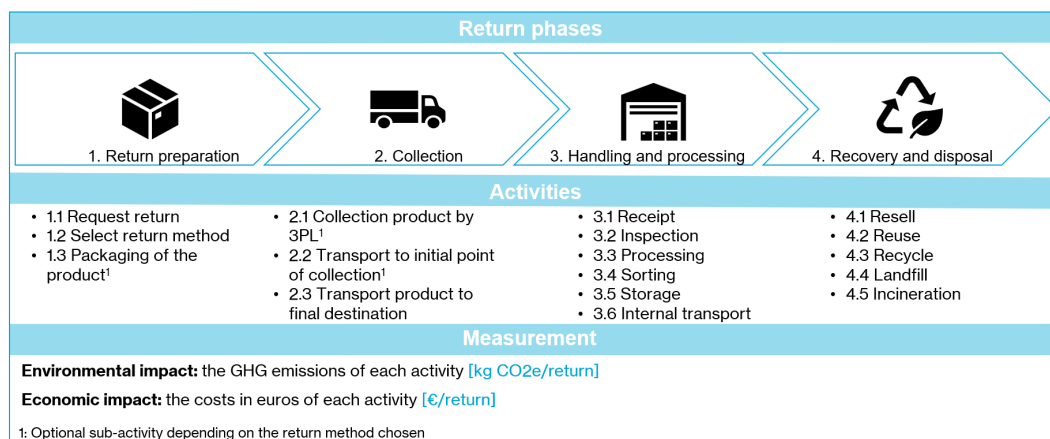 Return phases
1. Return preparation
2. Collection
3. Handling and processing
4. Recovery and disposal
Activities
• 1.1 Request return
• 1.2 Select return method
• 1.3 Packaging of the
product¹
• 2.1 Collection product by
3PL¹
• 2.2 Transport to initial point
of collection¹
• 2.3 Transport product to
final destination
• 3.1 Receipt
• 3.2 Inspection
• 3.3 Processing
• 3.4 Sorting
• 3.5 Storage
• 3.6 Internal transport
• 4.1 Resell
• 4.2 Reuse
• 4.3 Recycle
• 4.4 Landfill
• 4.5 Incineration
Measurement
Environmental impact: the GHG emissions of each activity [kg CO2e/return]
Economic impact: the costs in euros of each activity [€/return]
1: Optional sub-activity depending on the return method chosen